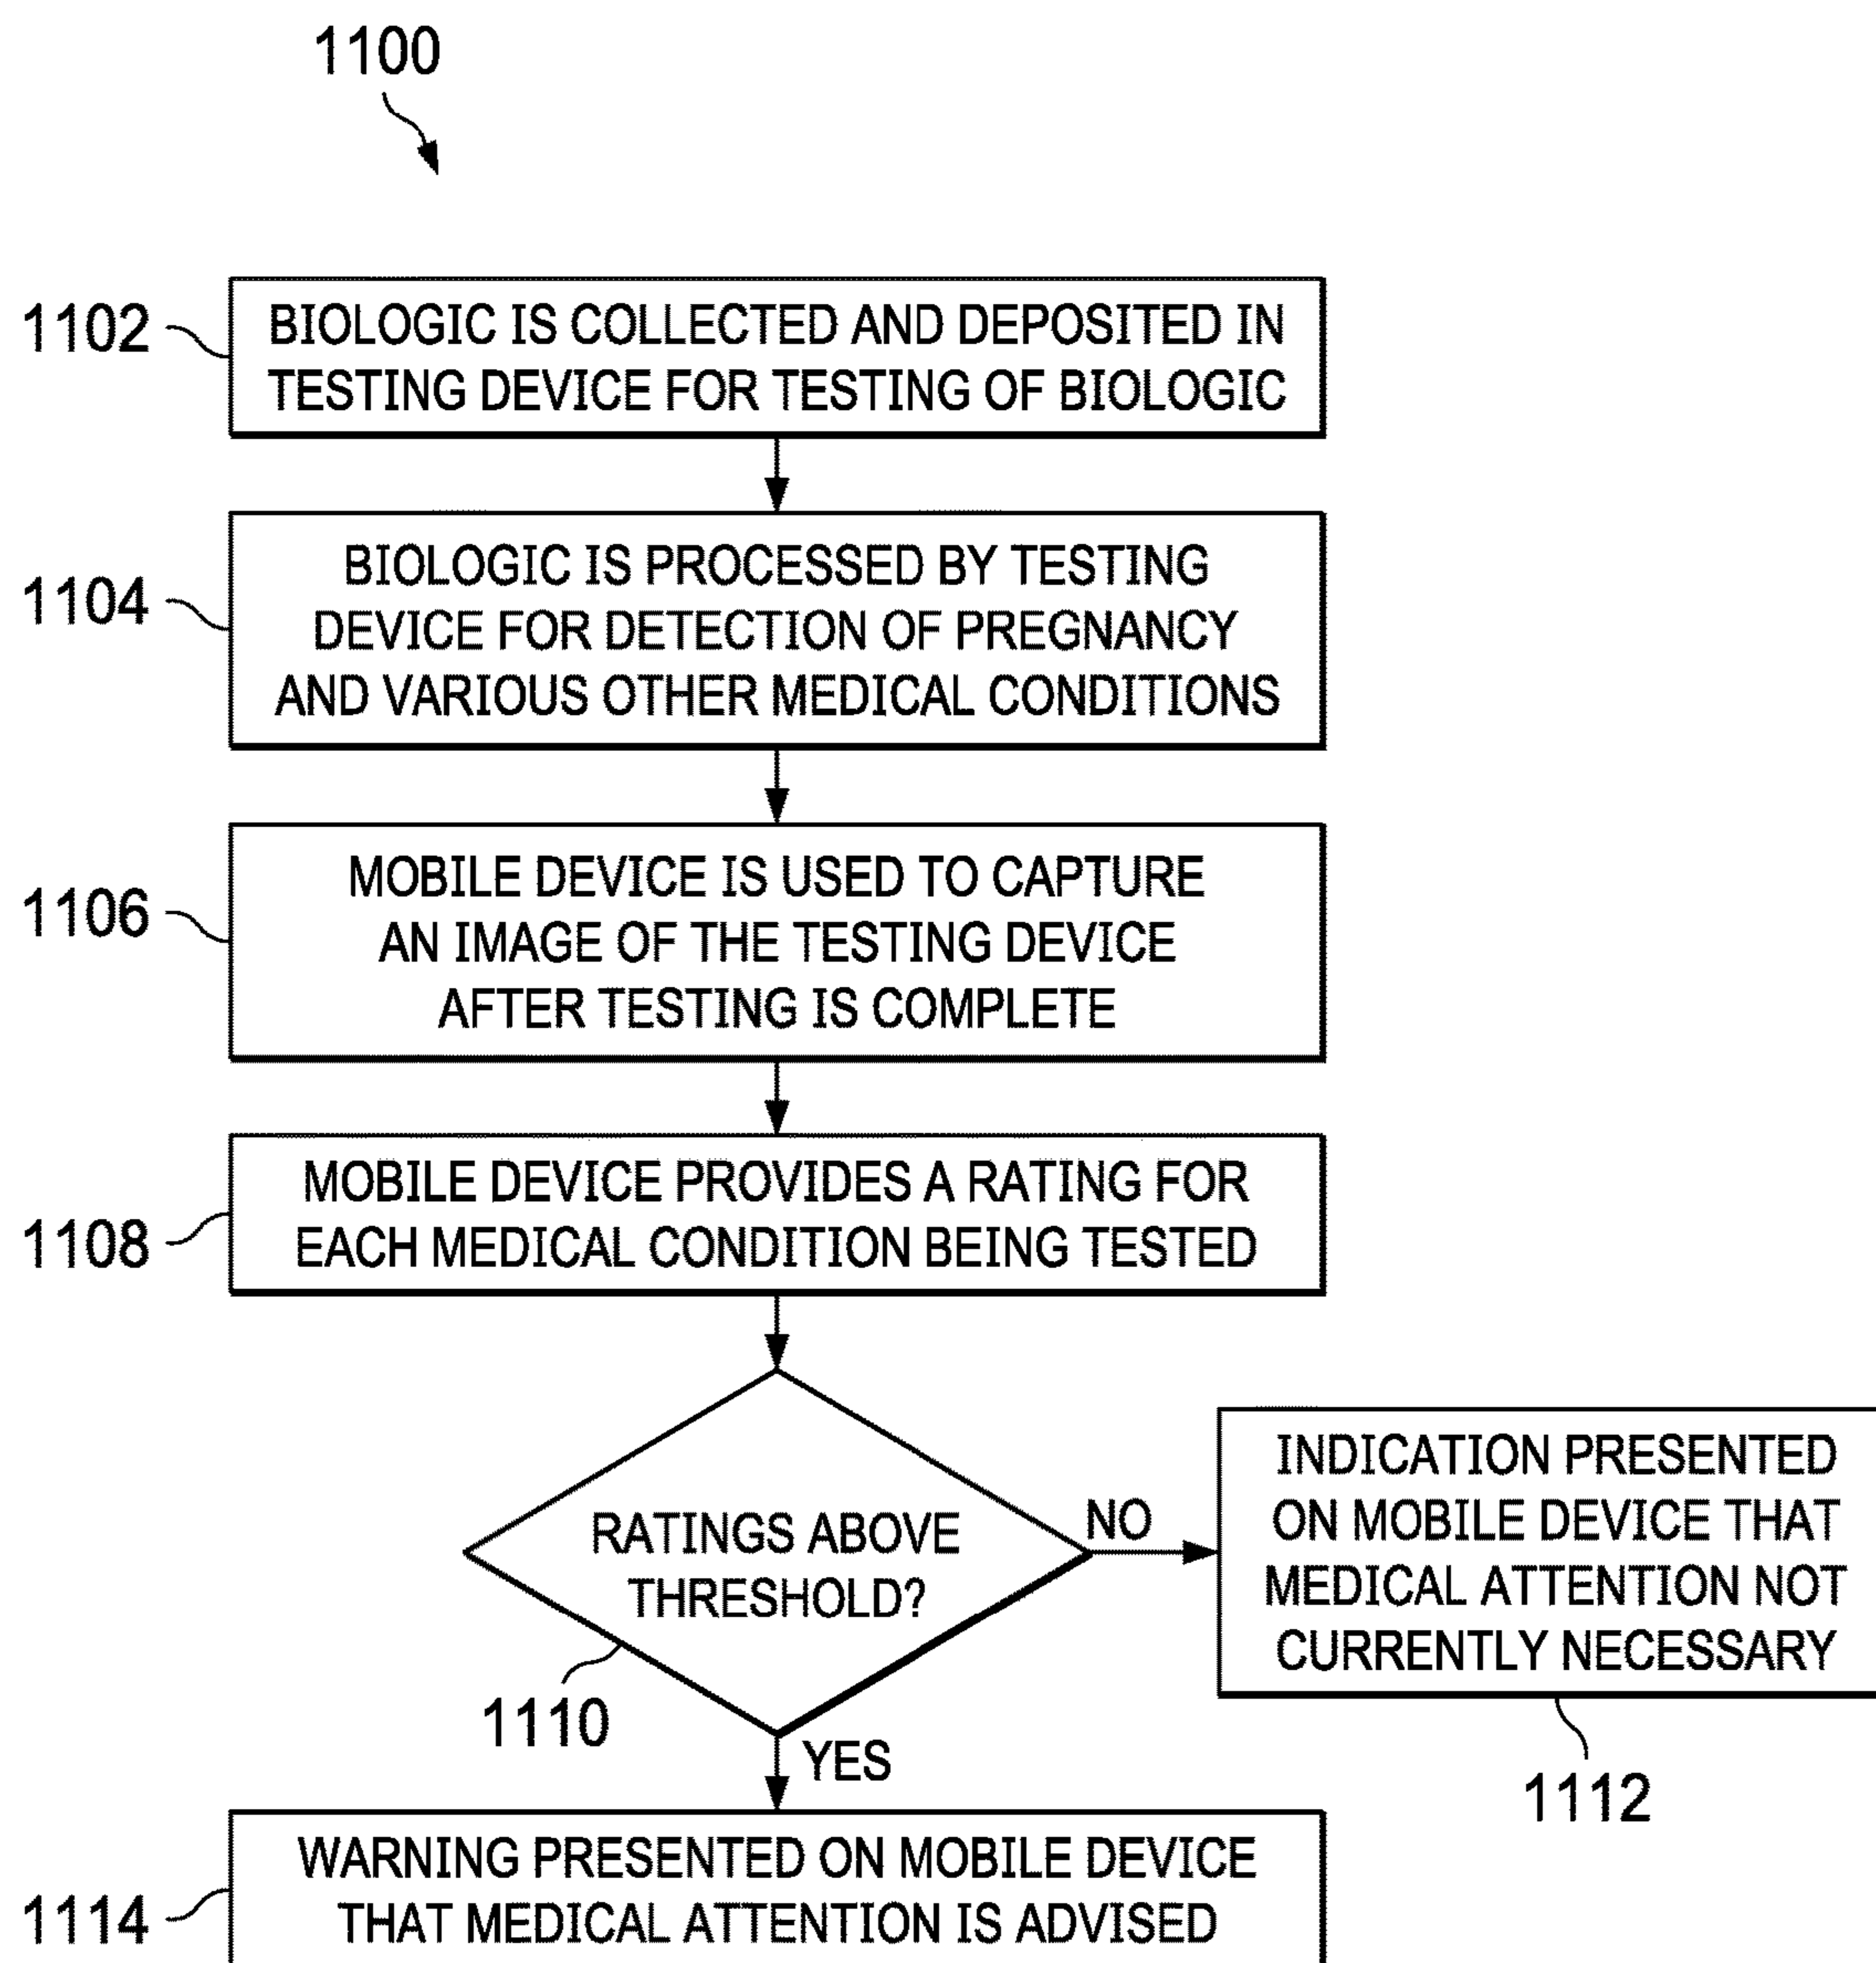 1100
1102
BIOLOGIC IS COLLECTED AND DEPOSITED IN
TESTING DEVICE FOR TESTING OF BIOLOGIC
1104
BIOLOGIC IS PROCESSED BY TESTING
DEVICE FOR DETECTION OF PREGNANCY
AND VARIOUS OTHER MEDICAL CONDITIONS
1106
MOBILE DEVICE IS USED TO CAPTURE
AN IMAGE OF THE TESTING DEVICE
AFTER TESTING IS COMPLETE
1108
MOBILE DEVICE PROVIDES A RATING FOR
EACH MEDICAL CONDITION BEING TESTED
RATINGS ABOVE
THRESHOLD?
1110
NO
INDICATION PRESENTED
ON MOBILE DEVICE THAT
MEDICAL ATTENTION NOT
CURRENTLY NECESSARY
1112
YES
1114
WARNING PRESENTED ON MOBILE DEVICE
THAT MEDICAL ATTENTION IS ADVISED